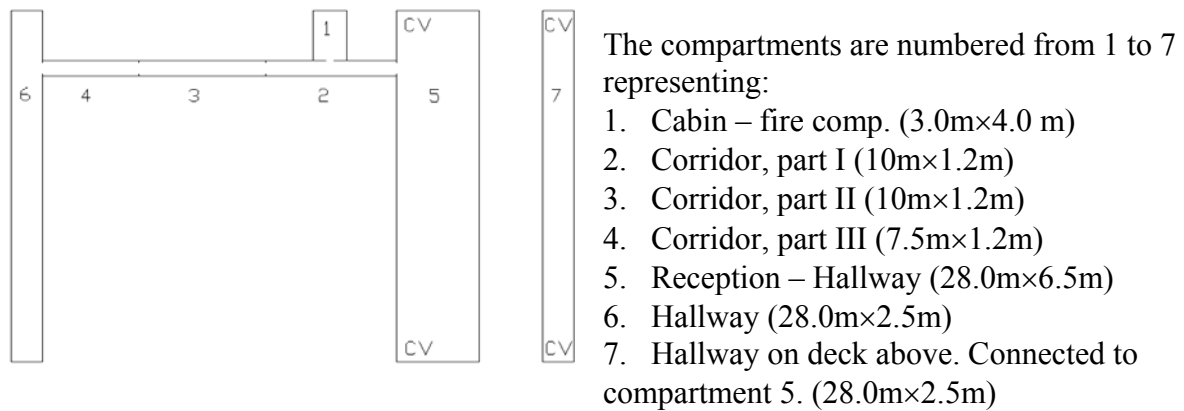 1
CV
CV
6
4
3
2
5
7
CV
CV
The compartments are numbered from 1 to 7
representing:
1. Cabin – fire comp. (3.0m×4.0 m)
2. Corridor, part I (10m×1.2m)
3. Corridor, part II (10m×1.2m)
4. Corridor, part III (7.5m×1.2m)
5. Reception – Hallway (28.0m×6.5m)
6. Hallway (28.0m×2.5m)
7. Hallway on deck above. Connected to
compartment 5. (28.0m×2.5m)